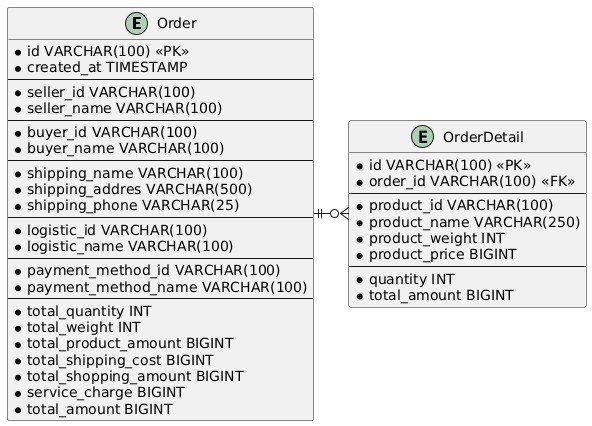 E Order
id VARCHAR(100) «PK»
created_at TIMESTAMP
seller_id VARCHAR(100)
seller_name VARCHAR(100)
buyer_id VARCHAR(100)
buyer_name VARCHAR(100)
shipping_name VARCHAR(100)
shipping_addres VARCHAR(500)
shipping_phone VARCHAR(25)
logistic_id VARCHAR(100)
logistic_name VARCHAR(100)
payment_method_id VARCHAR(100)
payment_method_name VARCHAR(100)
total_quantity INT
total_weight INT
total_product_amount BIGINT
total_shipping_cost BIGINT
total_shopping_amount BIGINT
service_charge BIGINT
total_amount BIGINT
E OrderDetail
id VARCHAR(100) «PK»
order_id VARCHAR(100) «FK»
product_id VARCHAR(100)
product_name VARCHAR(250)
product_weight INT
product_price BIGINT
quantity INT
total_amount BIGINT